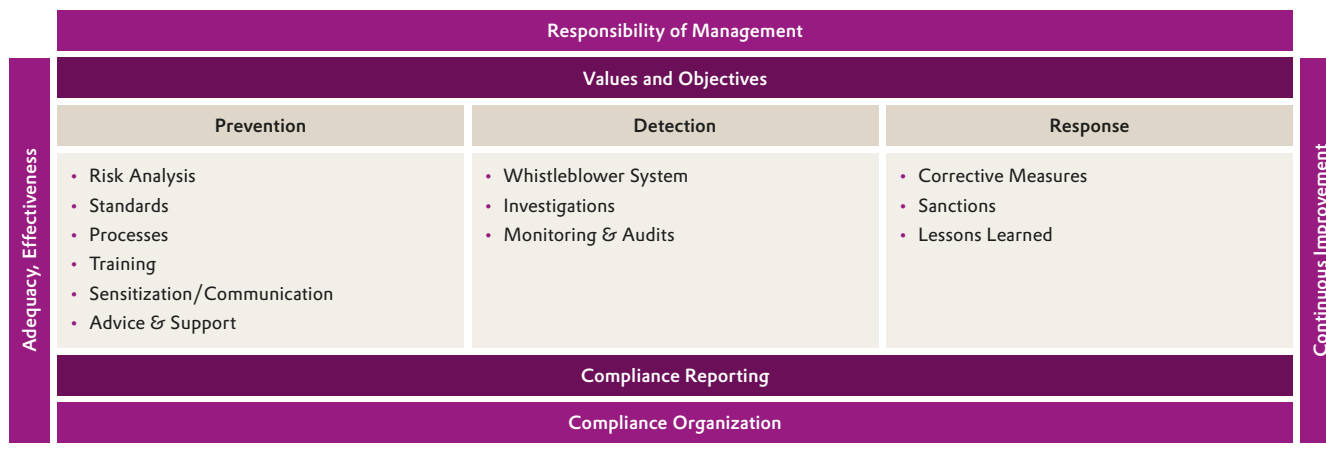 Responsibility of Management
Values and Objectives
Adequacy, Effectiveness
Prevention
• Risk Analysis
• Standards
• Processes
• Training
• Sensitization/Communication
• Advice & Support
Detection
• Whistleblower System
• Investigations
• Monitoring & Audits
Response
• Corrective Measures
• Sanctions
• Lessons Learned
Continuous Improvement
Compliance Reporting
Compliance Organization